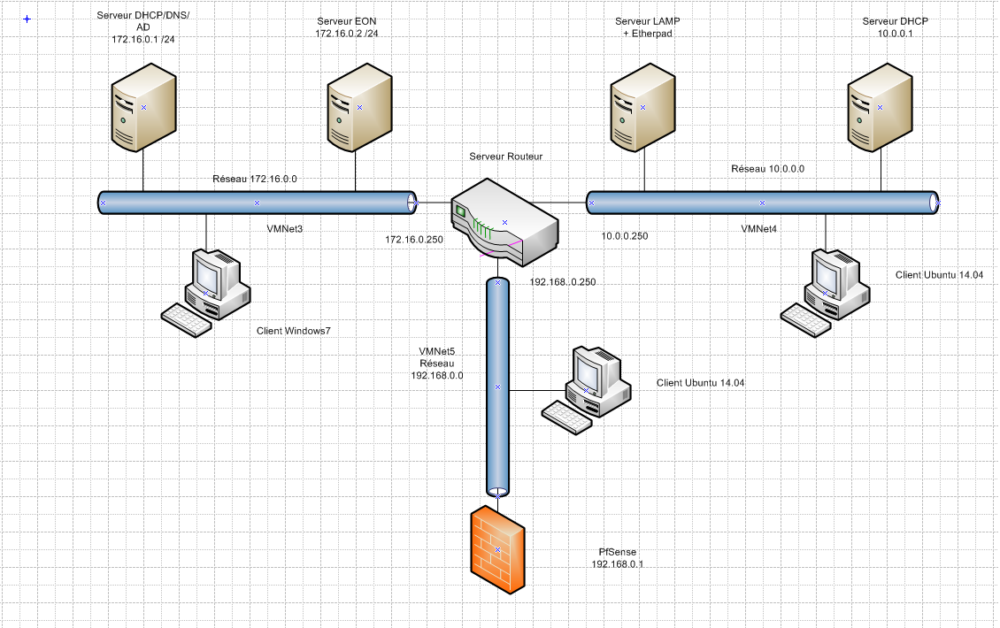 Serveur DHCP/DNS/
AD
172.16.0.1 /24
Serveur EON
172.16.0.2 /24
Serveur LAMP
+ Etherpad
Serveur DHCP
10.0.0.1
Serveur Routeur
Réseau 172.16.0.0
Réseau 10.0.0.0
VMNet3
172.16.0.250
10.0.0.250
VMNet4
192.168..0.250
Client Ubuntu 14.04
Client Windows7
VMNet5
Réseau
192.168.0.0
Client Ubuntu 14.04
PfSense
192.168.0.1